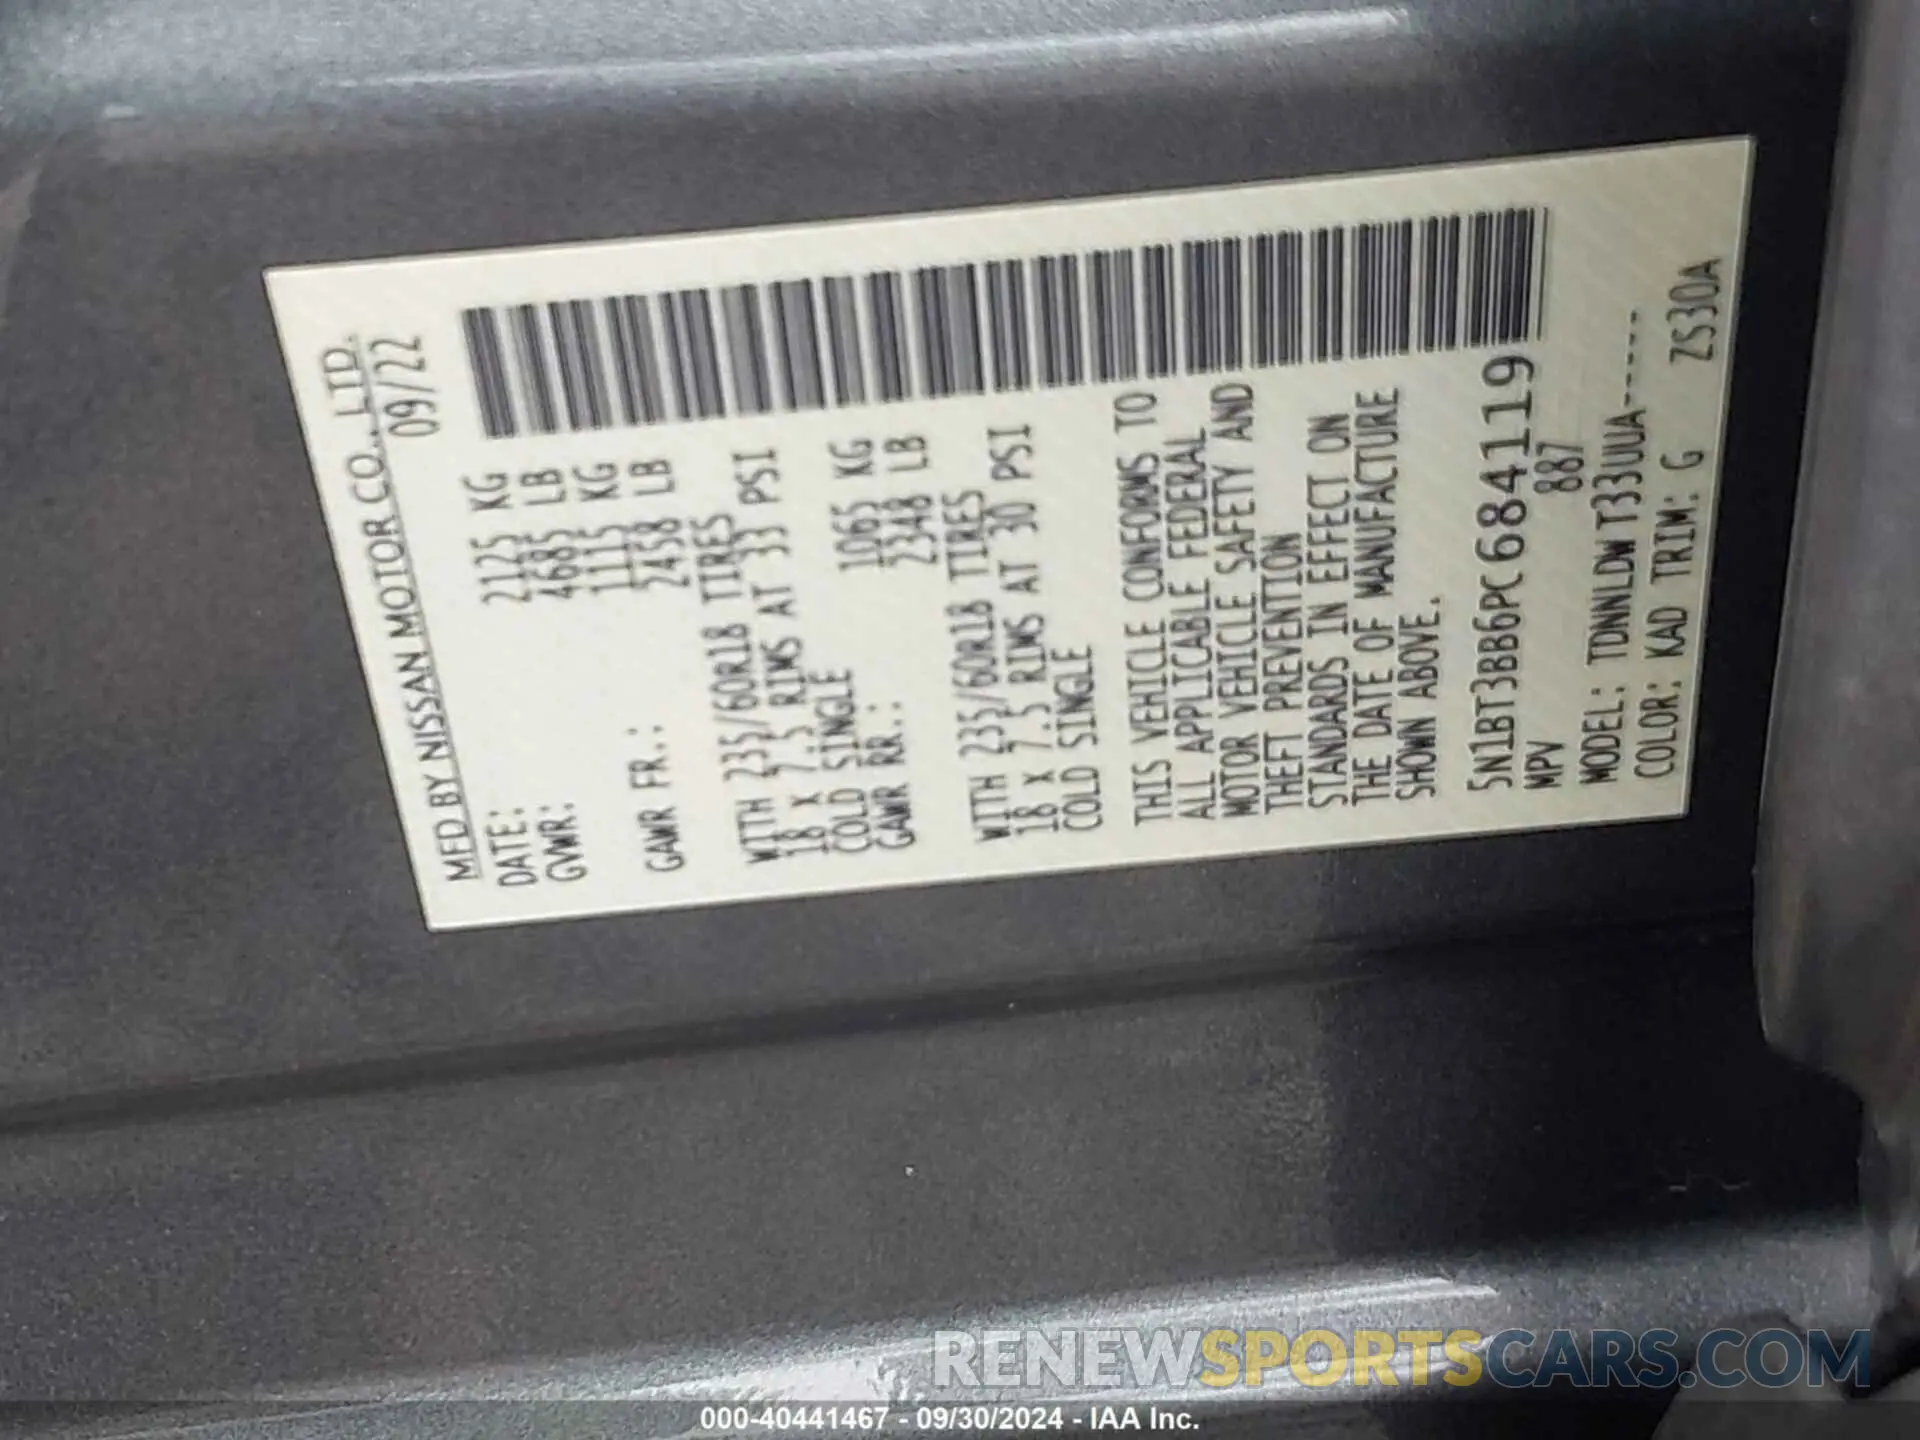 MFD BY NISSAN MOTOR CO., LTD.
DATE: 09/22
GVWR: 2125 KG
4685 LB
GAWR FR.: 1115 KG
2458 LB
WITH 235/60R18 TIRES
18 x 7.5 RIMS AT 33 PSI
COLD SINGLE
GAWR RR.: 1065 KG
2348 LB
WITH 235/60R18 TIRES
18 x 7.5 RIMS AT 30 PSI
COLD SINGLE
THIS VEHICLE CONFORMS TO
ALL APPLICABLE FEDERAL
MOTOR VEHICLE SAFETY AND
THEFT PREVENTION
STANDARDS IN EFFECT ON
THE DATE OF MANUFACTURE
SHOWN ABOVE.
5N1BT3BB6PC684119
MPV 887
MODEL: TDNNLDW T33UUA-----
COLOR: KAD TRIM: G ZS30A
RENEWSPORTSCARS.COM
000-40441467 - 09/30/2024 - IAA Inc.